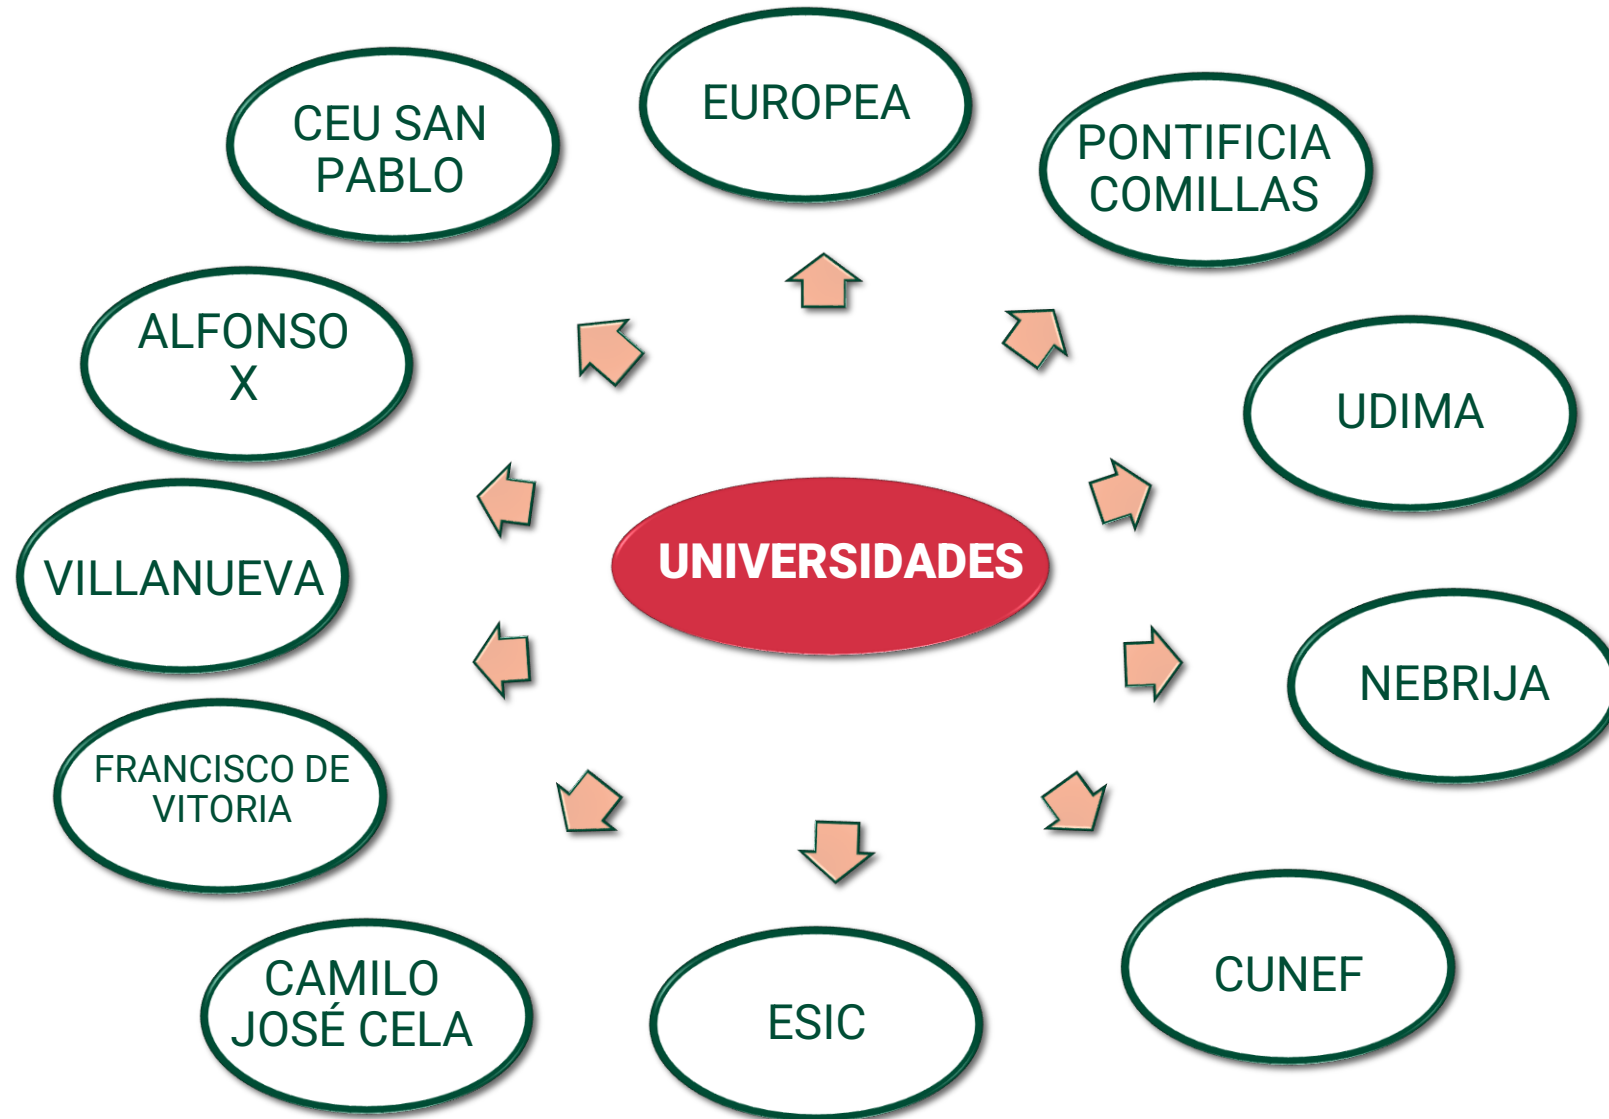 EUROPEA
CEU SAN
PABLO
PONTIFICIA
COMILLAS
ALFONSO
X
UDIMA
UNIVERSIDADES
VILLANUEVA
NEBRIJA
FRANCISCO DE
VITORIA
CAMILO
JOSÉ CELA
ESIC
CUNEF